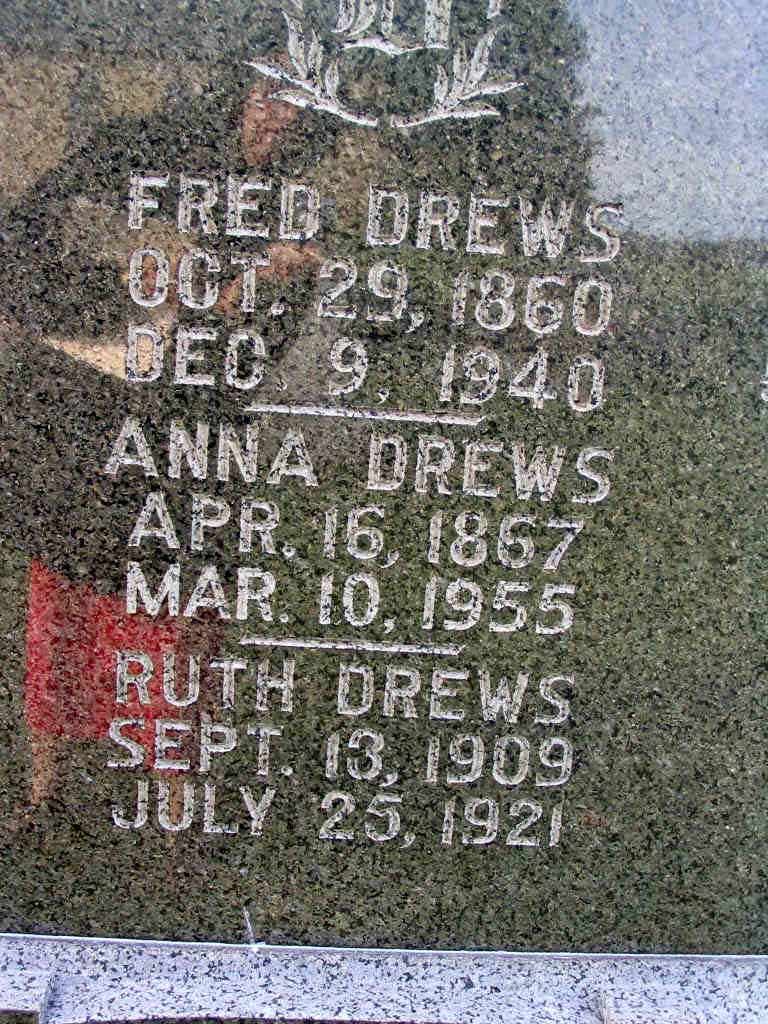 FRED DREWS
OCT. 29, 1860
DEC. 9, 1940
ANNA DREWS
APR. 16, 1867
MAR. 10, 1955
RUTH DREWS
SEPT. 13, 1909
JULY 25, 1921